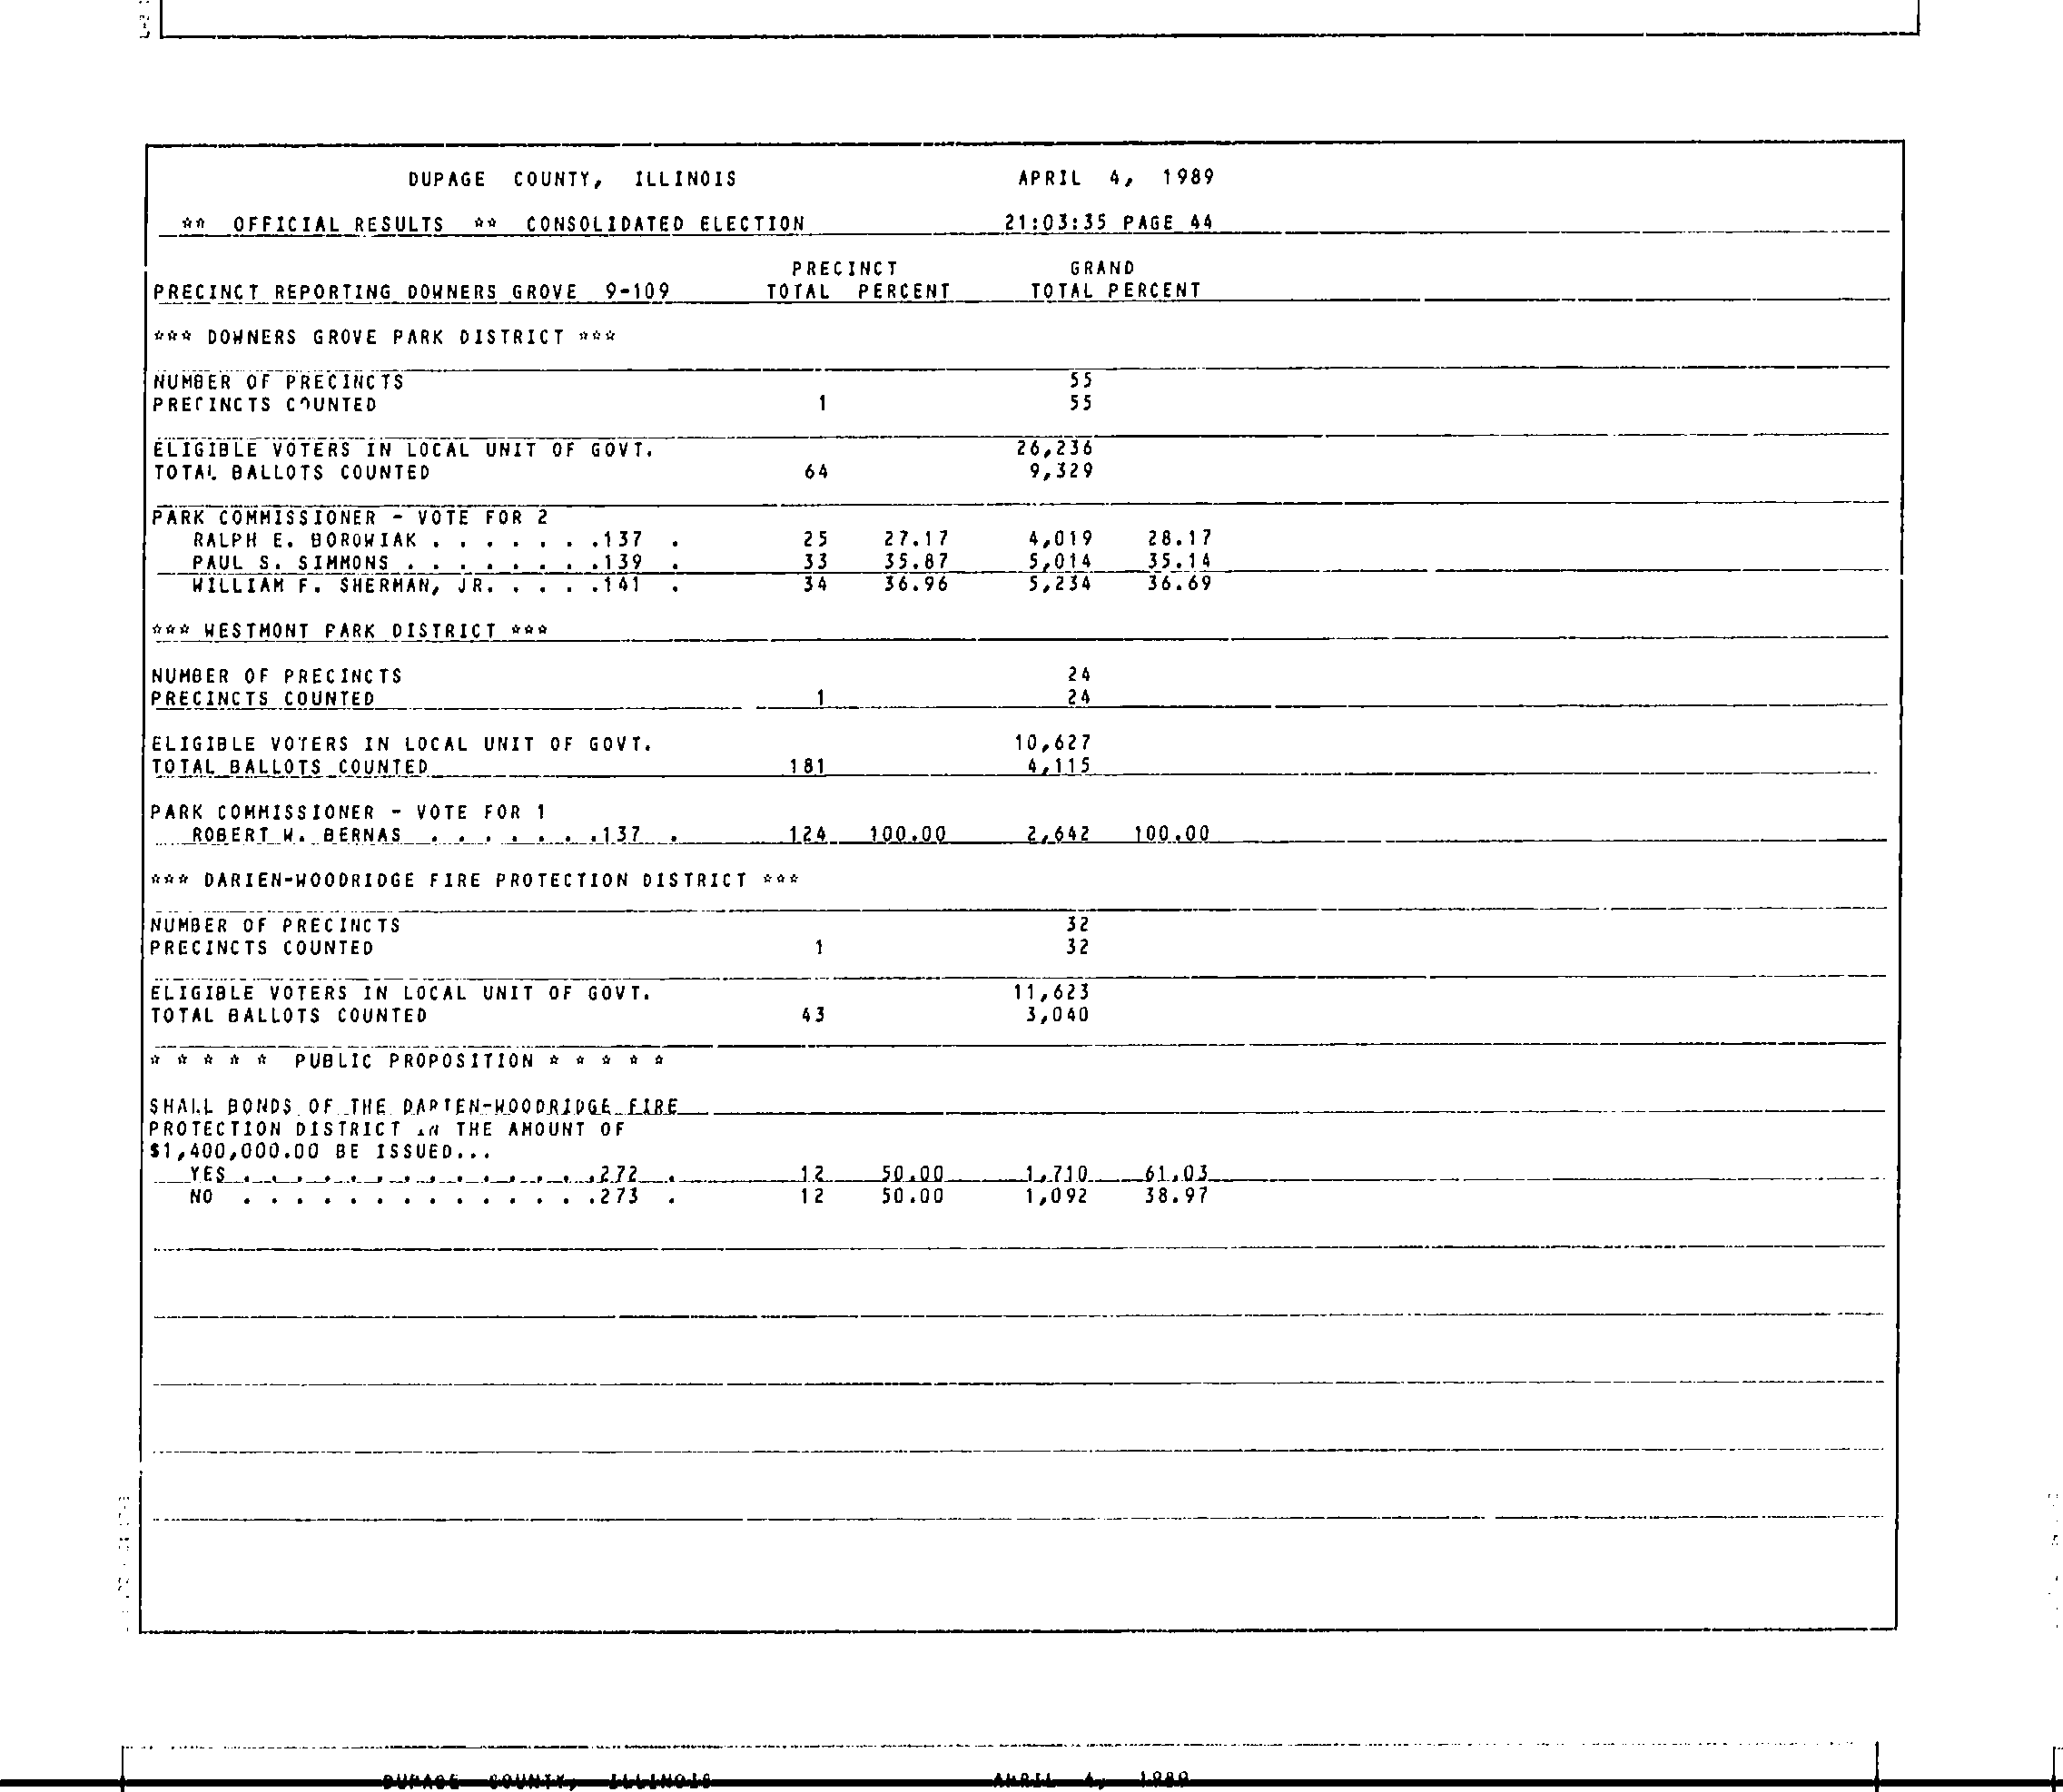 DUPAGE COUNTY, ILLINOIS APRIL 4, 1989
** OFFICIAL RESULTS ** CONSOLIDATED ELECTION 21:03:35 PAGE 44
PRECINCT GRAND
PRECINCT REPORTING DOWNERS GROVE 9-109 TOTAL PERCENT TOTAL PERCENT
*** DOWNERS GROVE PARK DISTRICT ***
NUMBER OF PRECINCTS 55
PRECINCTS COUNTED 1 55
ELIGIBLE VOTERS IN LOCAL UNIT OF GOVT. 26,236
TOTAL BALLOTS COUNTED 64 9,329
PARK COMMISSIONER - VOTE FOR 2
RALPH E. BOROWIAK . . . . . . .137 . 25 27.17 4,019 28.17
PAUL S. SIMMONS . . . . . . . .139 . 33 35.87 5,014 35.14
WILLIAM F. SHERMAN, JR. . . . .141 . 34 36.96 5,234 36.69
*** WESTMONT PARK DISTRICT ***
NUMBER OF PRECINCTS 24
PRECINCTS COUNTED 1 24
ELIGIBLE VOTERS IN LOCAL UNIT OF GOVT. 10,627
TOTAL BALLOTS COUNTED 181 4,115
PARK COMMISSIONER - VOTE FOR 1
ROBERT W. BERNAS . . . . . . .137 . 124 100.00 2,642 100.00
*** DARIEN-WOODRIDGE FIRE PROTECTION DISTRICT ***
NUMBER OF PRECINCTS 32
PRECINCTS COUNTED 1 32
ELIGIBLE VOTERS IN LOCAL UNIT OF GOVT. 11,623
TOTAL BALLOTS COUNTED 43 3,040
* * * * * PUBLIC PROPOSITION * * * * *
SHALL BONDS OF THE DARIEN-WOODRIDGE FIRE
PROTECTION DISTRICT IN THE AMOUNT OF
$1,400,000.00 BE ISSUED...
YES . . . . . . . . . . . . . .272 . 12 50.00 1,710 61.03
NO . . . . . . . . . . . . . .273 . 12 50.00 1,092 38.97
DUPAGE COUNTY, ILLINOIS APRIL 4, 1989